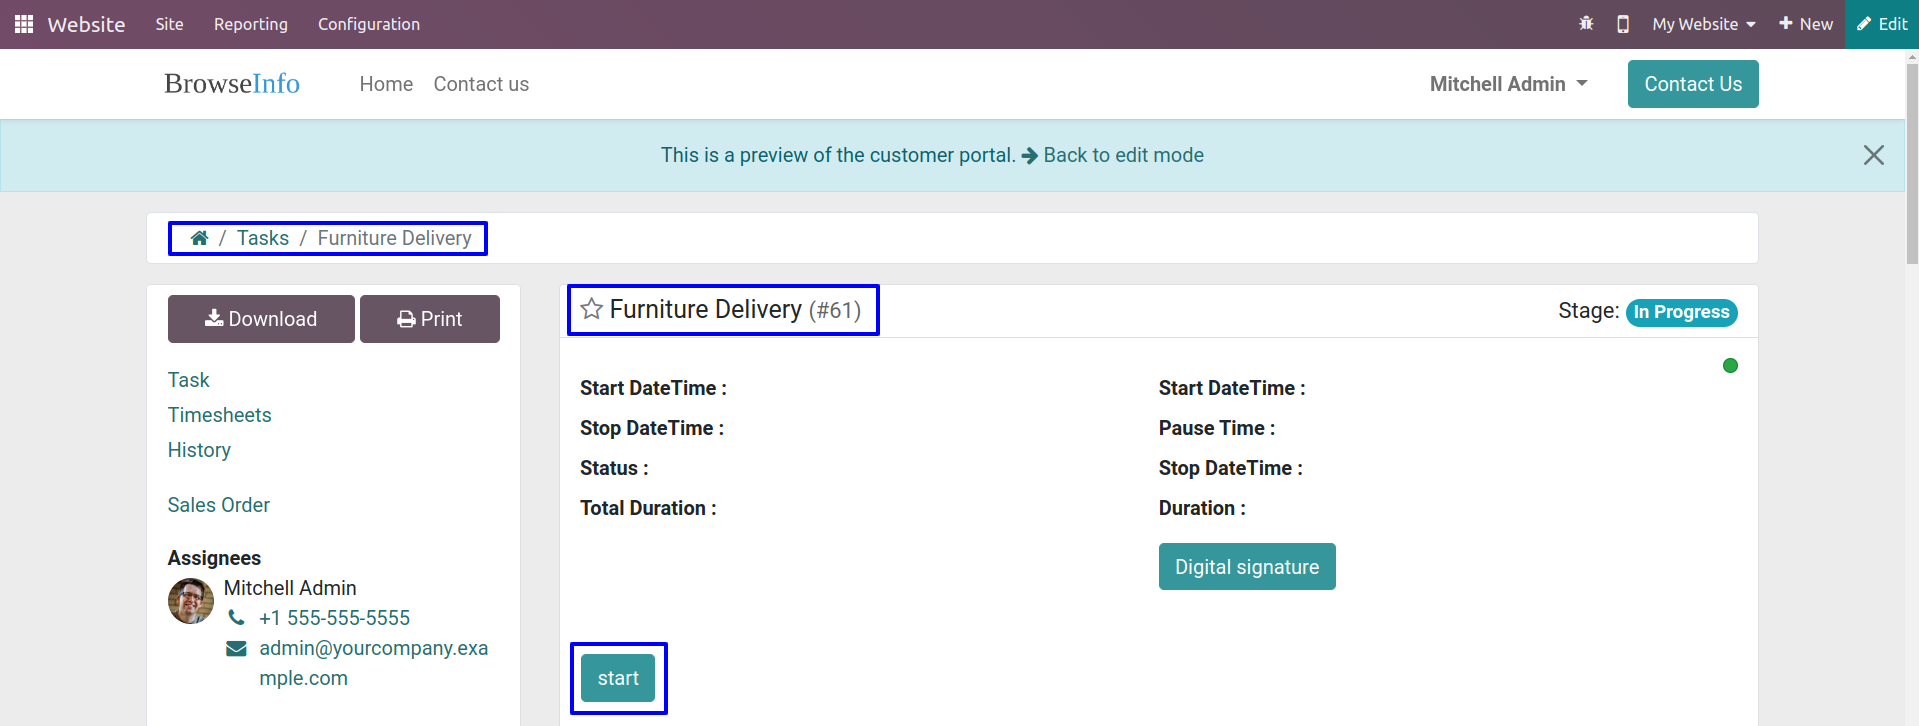 Website Site Reporting Configuration My Website New Edit
BrowseInfo Home Contact us Mitchell Admin Contact Us
This is a preview of the customer portal. Back to edit mode
/ Tasks / Furniture Delivery
Download Print
Task
Timesheets
History
Sales Order
Assignees
Mitchell Admin
+1 555-555-5555
admin@yourcompany.exa
mple.com
Furniture Delivery (#61) Stage: In Progress
Start DateTime :
Stop DateTime :
Status :
Total Duration :
Start DateTime :
Pause Time :
Stop DateTime :
Duration :
Digital signature
start